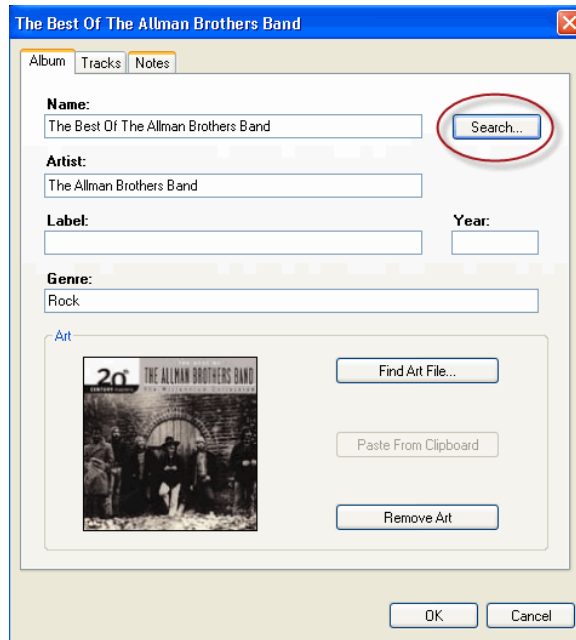 The Best Of The Allman Brothers Band
Album Tracks Notes
Name:
The Best Of The Allman Brothers Band Search...
Artist:
The Allman Brothers Band
Label: Year:
Genre:
Rock
Art
THE BEST OF
20th THE ALLMAN BROTHERS BAND
The Millennium Collection
Find Art File...
Paste From Clipboard
Remove Art
OK Cancel